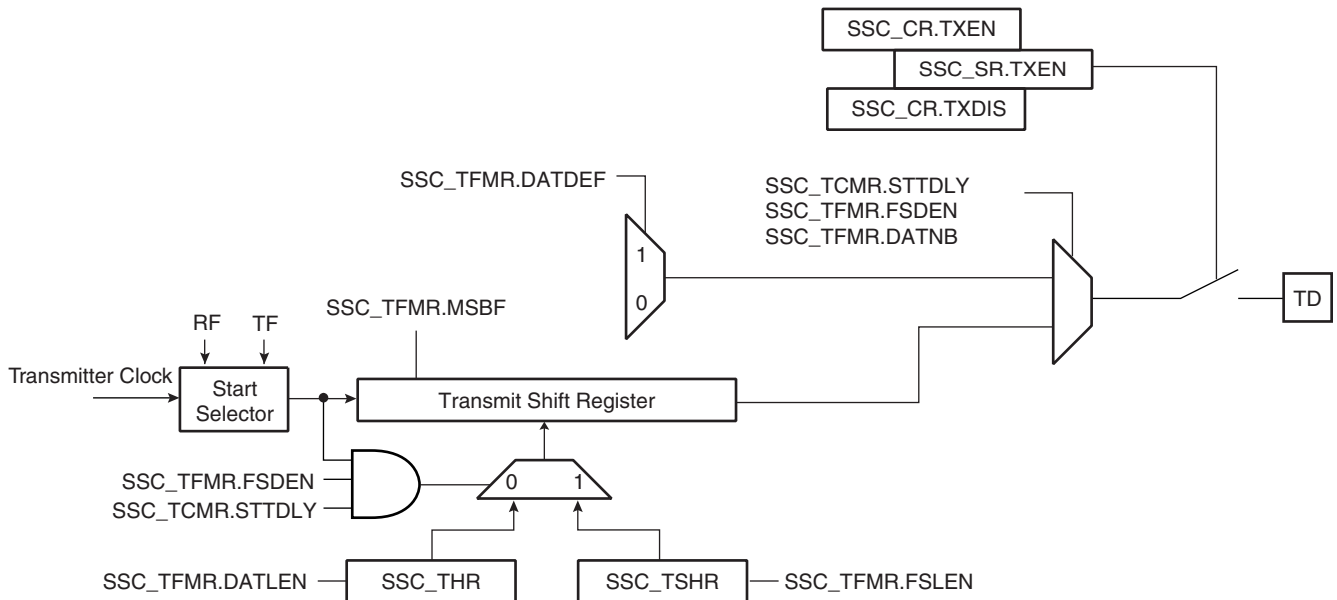 SSC_CR.TXEN
SSC_SR.TXEN
SSC_CR.TXDIS
SSC_TFMR.DATDEF
SSC_TCMR.STTDLY
SSC_TFMR.FSDEN
SSC_TFMR.DATNB
1
0
TD
SSC_TFMR.MSBF
RF TF
Transmitter Clock
Start
Selector
Transmit Shift Register
SSC_TFMR.FSDEN
SSC_TCMR.STTDLY
0 1
SSC_TFMR.DATLEN
SSC_THR
SSC_TSHR
SSC_TFMR.FSLEN